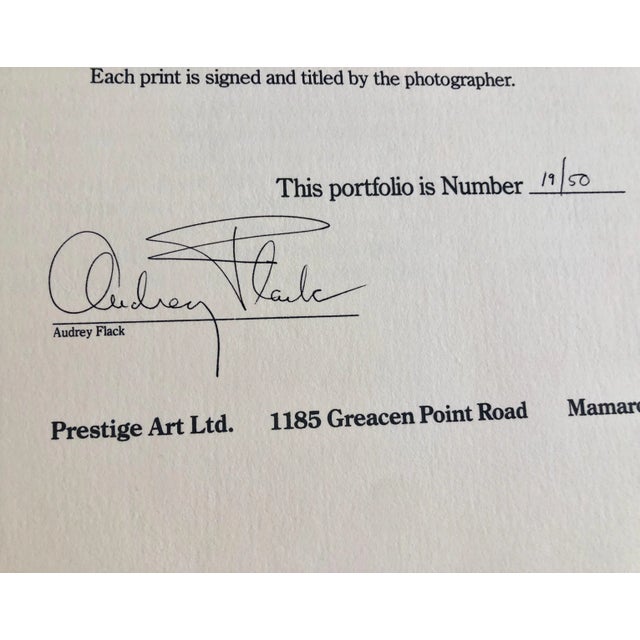 Each print is signed and titled by the photographer.
This portfolio is Number 19/50
Audrey Flack
Audrey Flack
Prestige Art Ltd. 1185 Greacen Point Road